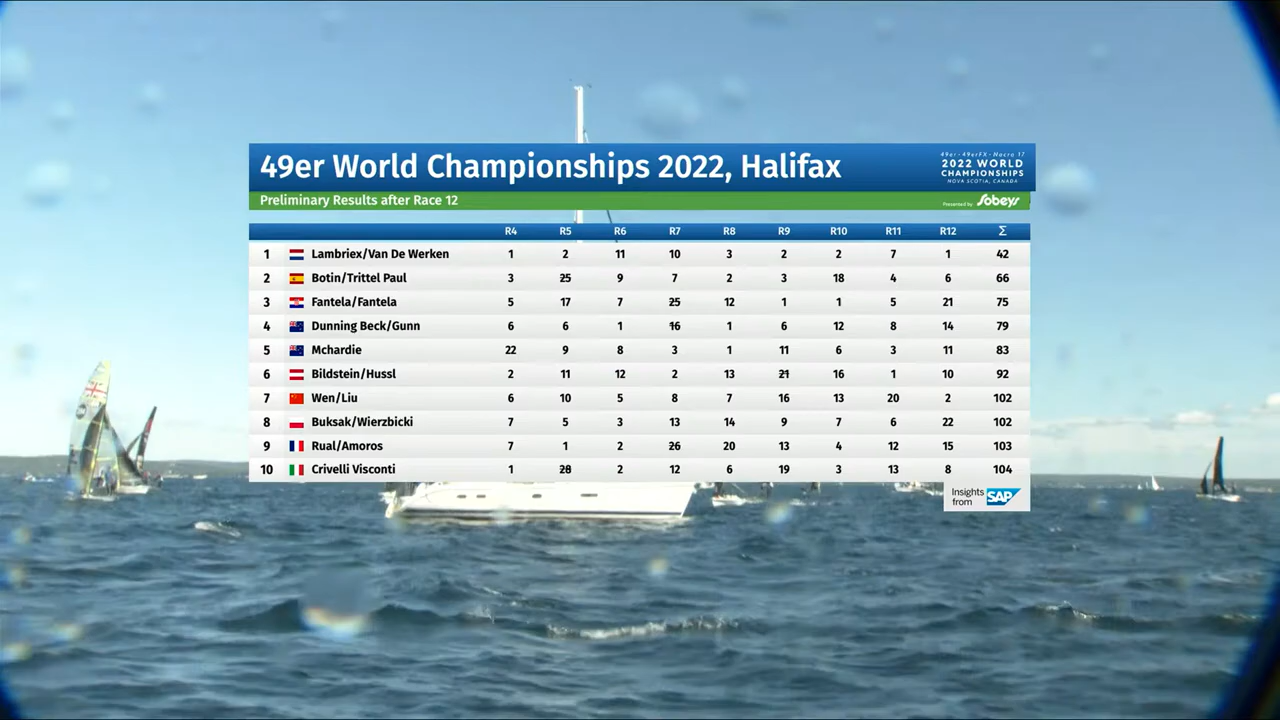 49er World Championships 2022, Halifax
49er - 49erFX - Nacra 17
2022 WORLD
CHAMPIONSHIPS
NOVA SCOTIA, CANADA
Preliminary Results after Race 12
Presented by Sobeys
R4 R5 R6 R7 R8 R9 R10 R11 R12 Σ
1 Lambriex/Van De Werken 1 2 11 10 3 2 2 7 1 42
2 Botin/Trittel Paul 3 25 9 7 2 3 18 4 6 66
3 Fantela/Fantela 5 17 7 25 12 1 1 5 21 75
4 Dunning Beck/Gunn 6 6 1 16 1 6 12 8 14 79
5 Mchardie 22 9 8 3 1 11 6 3 11 83
6 Bildstein/Hussl 2 11 12 2 13 21 16 1 10 92
7 Wen/Liu 6 10 5 8 7 16 13 20 2 102
8 Buksak/Wierzbicki 7 5 3 13 14 9 7 6 22 102
9 Rual/Amoros 7 1 2 26 20 13 4 12 15 103
10 Crivelli Visconti 1 28 2 12 6 19 3 13 8 104
Insights
from SAP